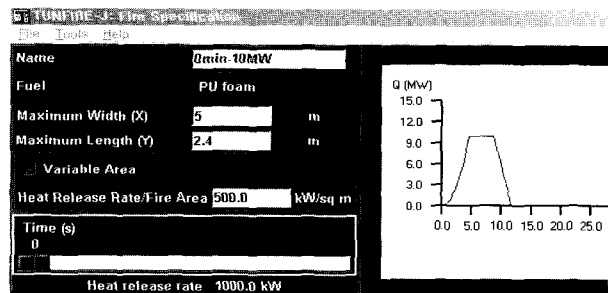 TUNFIRE-J- Fire Specification
File Tools Help
Name 0min-10MW
Fuel PU foam
Maximum Width (X) 5 m
Maximum Length (Y) 2.4 m
Variable Area
Heat Release Rate/Fire Area 500.0 kW/sq m
Time (s)
0
Heat release rate 1000.0 kW
Q (MW)
15.0
12.0
9.0
6.0
3.0
0.0
0.0 5.0 10.0 15.0 20.0 25.0